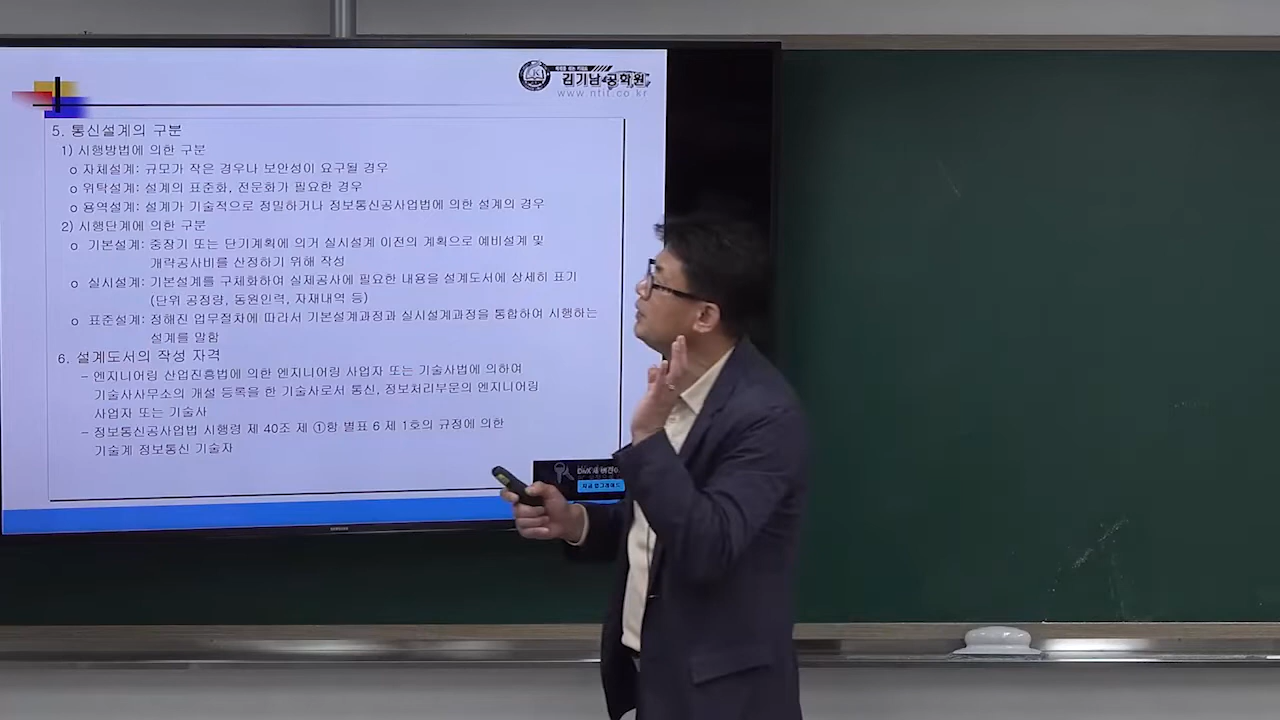 김기남 공학원
www.ntit.co.kr
5. 통신설계의 구분
1) 시행방법에 의한 구분
o 자체설계: 규모가 작은 경우나 보안성이 요구될 경우
o 위탁설계: 설계의 표준화, 전문화가 필요한 경우
o 용역설계: 설계가 기술적으로 정밀하거나 정보통신공사업법에 의한 설계의 경우
2) 시행단계에 의한 구분
o 기본설계: 중장기 또는 단기계획에 의거 실시설계 이전의 계획으로 예비설계 및
개략공사비를 산정하기 위해 작성
o 실시설계: 기본설계를 구체화하여 실제공사에 필요한 내용을 설계도서에 상세히 표기
(단위 공정량, 동원인력, 자재내역 등)
o 표준설계: 정해진 업무절차에 따라서 기본설계과정과 실시설계과정을 통합하여 시행하는
설계를 말함
6. 설계도서의 작성 자격
- 엔지니어링 산업진흥법에 의한 엔지니어링 사업자 또는 기술사법에 의하여
기술사사무소의 개설 등록을 한 기술사로서 통신, 정보처리부문의 엔지니어링
사업자 또는 기술사
- 정보통신공사업법 시행령 제 40조 제 ①항 별표 6 제 1호의 규정에 의한
기술계 정보통신 기술자
SAMSUNG